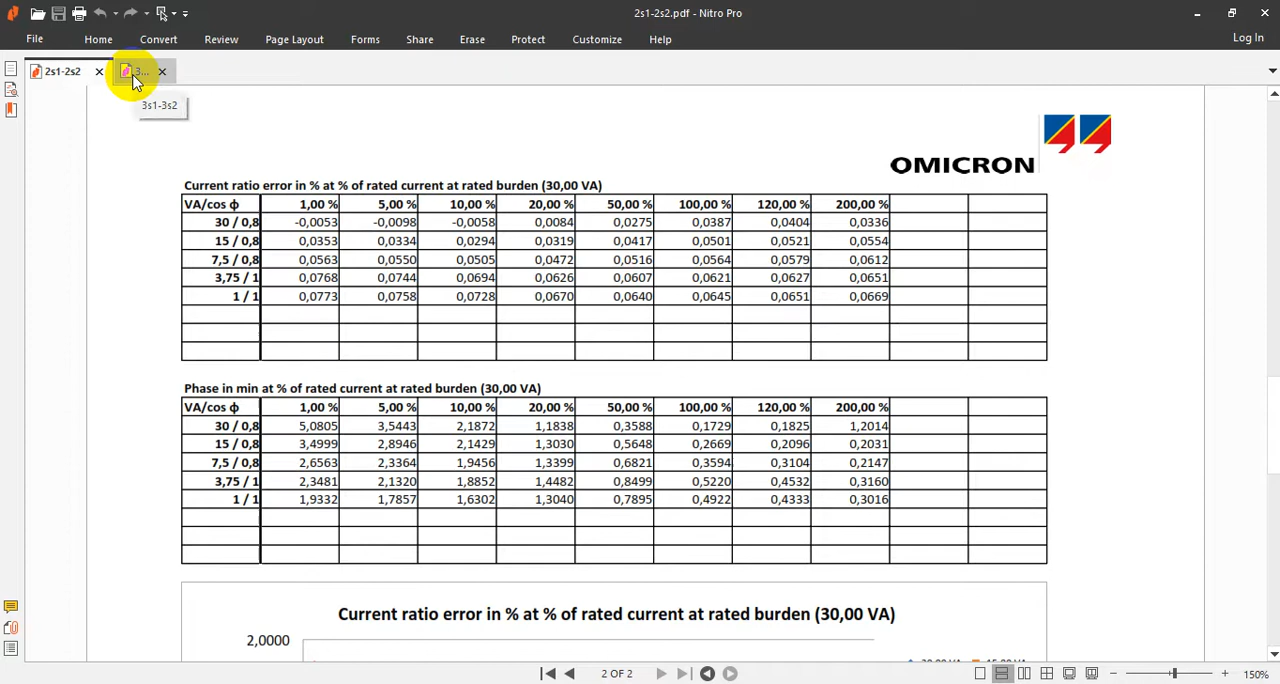 2s1-2s2.pdf - Nitro Pro
File Home Convert Review Page Layout Forms Share Erase Protect Customize Help Log In
2s1-2s2 3...
3s1-3s2
OMICRON
Current ratio error in % at % of rated current at rated burden (30,00 VA)
VA/cos ϕ 1,00 % 5,00 % 10,00 % 20,00 % 50,00 % 100,00 % 120,00 % 200,00 %
30 / 0,8 -0,0053 -0,0098 -0,0058 0,0084 0,0275 0,0387 0,0404 0,0336
15 / 0,8 0,0353 0,0334 0,0294 0,0319 0,0417 0,0501 0,0521 0,0554
7,5 / 0,8 0,0563 0,0550 0,0505 0,0472 0,0516 0,0564 0,0579 0,0612
3,75 / 1 0,0768 0,0744 0,0694 0,0626 0,0607 0,0621 0,0627 0,0651
1 / 1 0,0773 0,0758 0,0728 0,0670 0,0640 0,0645 0,0651 0,0669
Phase in min at % of rated current at rated burden (30,00 VA)
VA/cos ϕ 1,00 % 5,00 % 10,00 % 20,00 % 50,00 % 100,00 % 120,00 % 200,00 %
30 / 0,8 5,0805 3,5443 2,1872 1,1838 0,3588 0,1729 0,1825 1,2014
15 / 0,8 3,4999 2,8946 2,1429 1,3030 0,5648 0,2669 0,2096 0,2031
7,5 / 0,8 2,6563 2,3364 1,9456 1,3399 0,6821 0,3594 0,3104 0,2147
3,75 / 1 2,3481 2,1320 1,8852 1,4482 0,8499 0,5220 0,4532 0,3160
1 / 1 1,9332 1,7857 1,6302 1,3040 0,7895 0,4922 0,4333 0,3016
Current ratio error in % at % of rated current at rated burden (30,00 VA)
2,0000
2 OF 2
150%